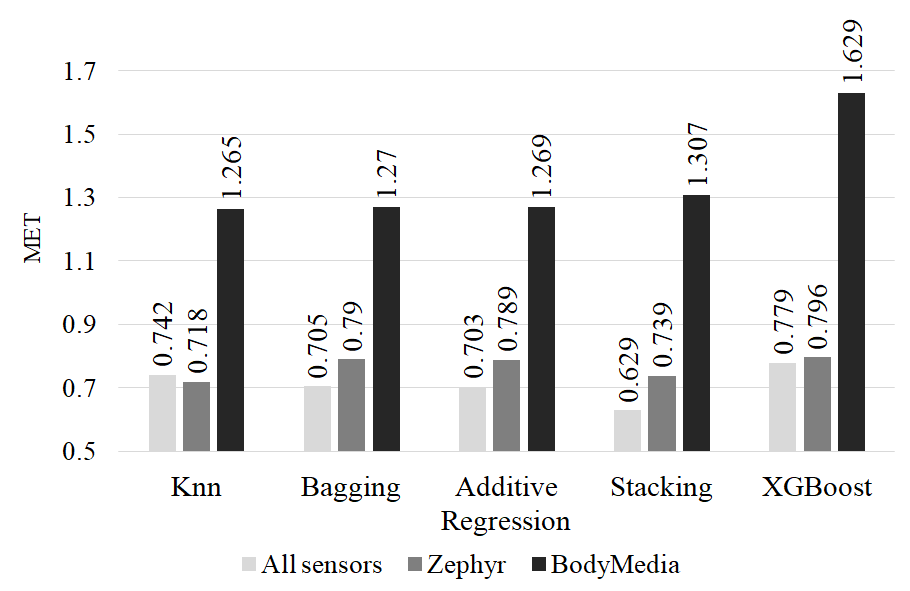 1.7
1.5
1.3
1.1
0.9
0.7
0.5
MET
0.742
0.718
1.265
0.705
0.79
1.27
0.703
0.789
1.269
0.629
0.739
1.307
0.779
0.796
1.629
Knn
Bagging
Additive
Regression
Stacking
XGBoost
All sensors
Zephyr
BodyMedia